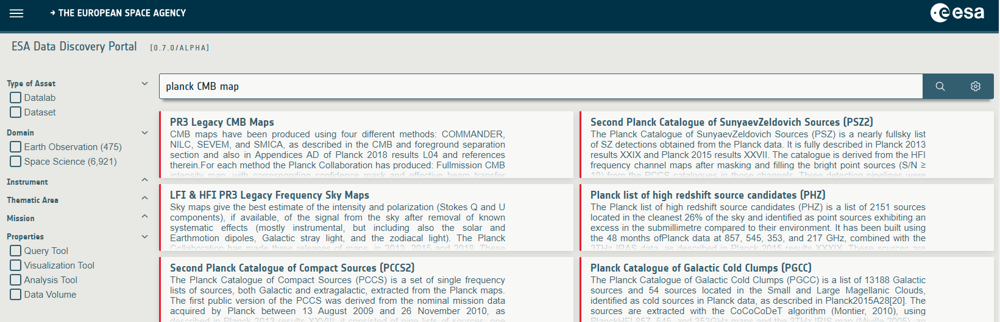 → THE EUROPEAN SPACE AGENCY
esa
ESA Data Discovery Portal [0.7.0/ALPHA]
Type of Asset
Datalab
Dataset
Domain
Earth Observation (475)
Space Science (6,921)
Instrument
Thematic Area
Mission
Properties
Query Tool
Visualization Tool
Analysis Tool
Data Volume
planck CMB map
PR3 Legacy CMB Maps
CMB maps have been produced using four different methods: COMMANDER,
NILC, SEVEM, and SMICA, as described in the CMB and foreground separation
section and also in Appendices AD of Planck 2018 results L04 and references
therein.For each method the Planck Collaboration has produced: Fullmission CMB
intensity map, with corresponding confidence mask and effective beam transfer
Second Planck Catalogue of SunyaevZeldovich Sources (PSZ2)
The Planck Catalogue of SunyaevZeldovich Sources (PSZ) is a nearly fullsky list
of SZ detections obtained from the Planck data. It is fully described in Planck 2013
results XXIX and Planck 2015 results XXVII. The catalogue is derived from the HFI
frequency channel maps after masking and filling the bright point sources (S/N ≥
10) from the PCCS catalogues in those channels. Three detection pipelines were
LFI & HFI PR3 Legacy Frequency Sky Maps
Sky maps give the best estimate of the intensity and polarization (Stokes Q and U
components), if available, of the signal from the sky after removal of known
systematic effects (mostly instrumental, but including also the solar and
Earthmotion dipoles, Galactic stray light, and the zodiacal light). The Planck
Collaboration has made three releases of maps, in 2013, 2015 and 2018. These
Planck list of high redshift source candidates (PHZ)
The Planck list of high redshift source candidates (PHZ) is a list of 2151 sources
located in the cleanest 26% of the sky and identified as point sources exhibiting an
excess in the submillimetre compared to their environment. It has been built using
the 48 months ofPlanck data at 857, 545, 353, and 217 GHz, combined with the
3THz IRAS data, as described in Planck 2015 results XXXIX. These sources are
Second Planck Catalogue of Compact Sources (PCCS2)
The Planck Catalogue of Compact Sources (PCCS) is a set of single frequency
lists of sources, both Galactic and extragalactic, extracted from the Planck maps.
The first public version of the PCCS was derived from the nominal mission data
acquired by Planck between 13 August 2009 and 26 November 2010, as
described in Planck 2013 results XXVIII: it consisted of nine lists of sources, one
Planck Catalogue of Galactic Cold Clumps (PGCC)
The Planck Catalogue of Galactic Cold Clumps (PGCC) is a list of 13188 Galactic
sources and 54 sources located in the Small and Large Magellanic Clouds,
identified as cold sources in Planck data, as described in Planck2015A28[20]. The
sources are extracted with the CoCoCoDeT algorithm (Montier, 2010), using
PlanckHFI 857, 545, and 353GHz maps and the 3THz IRIS map (Miville 2005), an